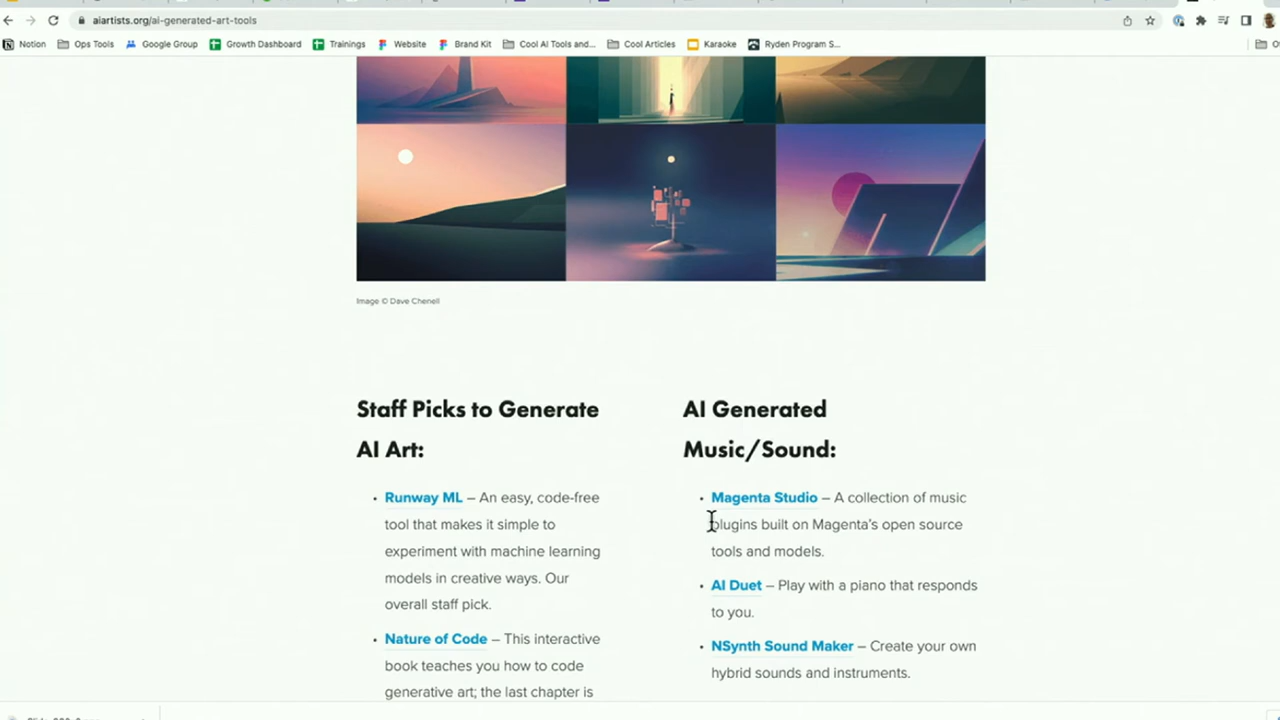 aiartists.org/ai-generated-art-tools
Notion Ops Tools Google Group Growth Dashboard Trainings Website Brand Kit Cool AI Tools and... Cool Articles Karaoke Ryden Program S...
Image © Dave Chenell
Staff Picks to Generate
AI Art:
• Runway ML – An easy, code-free
tool that makes it simple to
experiment with machine learning
models in creative ways. Our
overall staff pick.
• Nature of Code – This interactive
book teaches you how to code
generative art; the last chapter is
AI Generated
Music/Sound:
• Magenta Studio – A collection of music
plugins built on Magenta's open source
tools and models.
• AI Duet – Play with a piano that responds
to you.
• NSynth Sound Maker – Create your own
hybrid sounds and instruments.